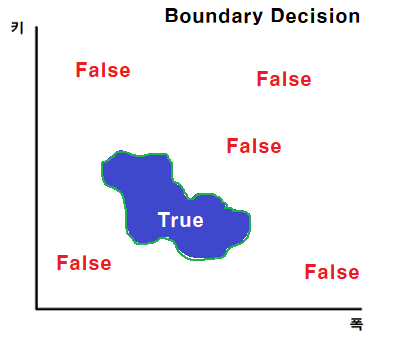 Boundary Decision
키
False
False
False
True
False
False
폭